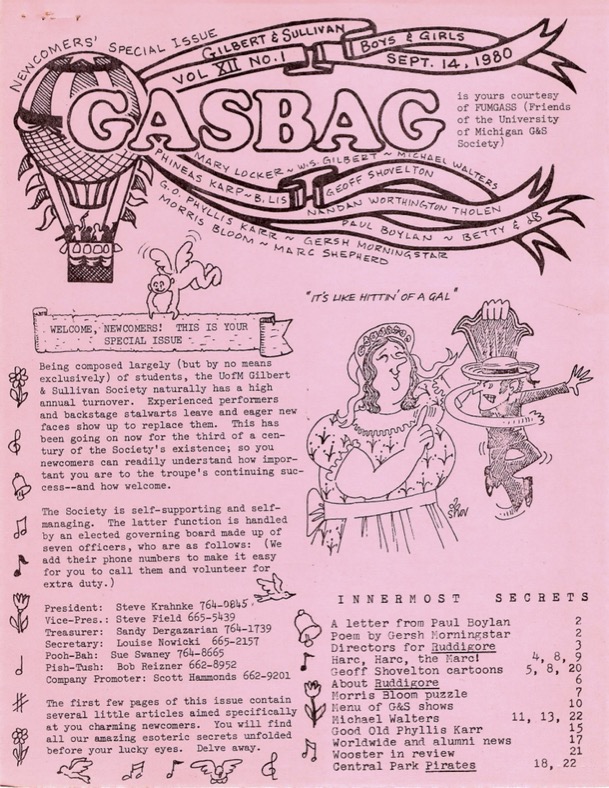 NEWCOMERS' SPECIAL ISSUE
GILBERT & SULLIVAN BOYS & GIRLS
VOL XII NO. 1 SEPT. 14, 1980
GASBAG
is yours courtesy
of FUMGASS (Friends
of the University
of Michigan G&S
Society)
MARY LOCKER ~ W.S. GILBERT ~ MICHAEL WALTERS
PHINEAS KARP ~ B. LIS GEOFF SHOVELTON
NANDAN WORTHINGTON THOLEN
G.O. PHYLLIS KARR ~ PAUL BOYLAN ~ BETTY & JB
MORRIS BLOOM ~ GERSH MORNINGSTAR
MARC SHEPHERD
WELCOME, NEWCOMERS! THIS IS YOUR
SPECIAL ISSUE
Being composed largely (but by no means
exclusively) of students, the UofM Gilbert
& Sullivan Society naturally has a high
annual turnover. Experienced performers
and backstage stalwarts leave and eager new
faces show up to replace them. This has
been going on now for the third of a cen-
tury of the Society's existence; so you
newcomers can readily understand how impor-
tant you are to the troupe's continuing suc-
cess--and how welcome.
The Society is self-supporting and self-
managing. The latter function is handled
by an elected governing board made up of
seven officers, who are as follows: (We
add their phone numbers to make it easy
for you to call them and volunteer for
extra duty.)
President: Steve Krahnke 764-0845
Vice-Pres.: Steve Field 665-5439
Treasurer: Sandy Dergazarian 764-1739
Secretary: Louise Nowicki 665-2157
Pooh-Bah: Sue Swaney 764-8665
Pish-Tush: Bob Reizner 662-8952
Company Promoter: Scott Hammonds 662-9201
The first few pages of this issue contain
several little articles aimed specifically
at you charming newcomers. You will find
all our amazing esoteric secrets unfolded
before your lucky eyes. Delve away.
"IT'S LIKE HITTIN' OF A GAL"
SHOV
INNERMOST SECRETS
A letter from Paul Boylan 2
Poem by Gersh Morningstar 2
Directors for Ruddigore 3
Harc, Harc, the Marc! 4, 8, 9
Geoff Shovelton cartoons 5, 8, 20
About Ruddigore 6
Morris Bloom puzzle 7
Menu of G&S shows 10
Michael Walters 11, 13, 22
Good Old Phyllis Karr 15
Worldwide and alumni news 17
Wooster in review 21
Central Park Pirates 18, 22